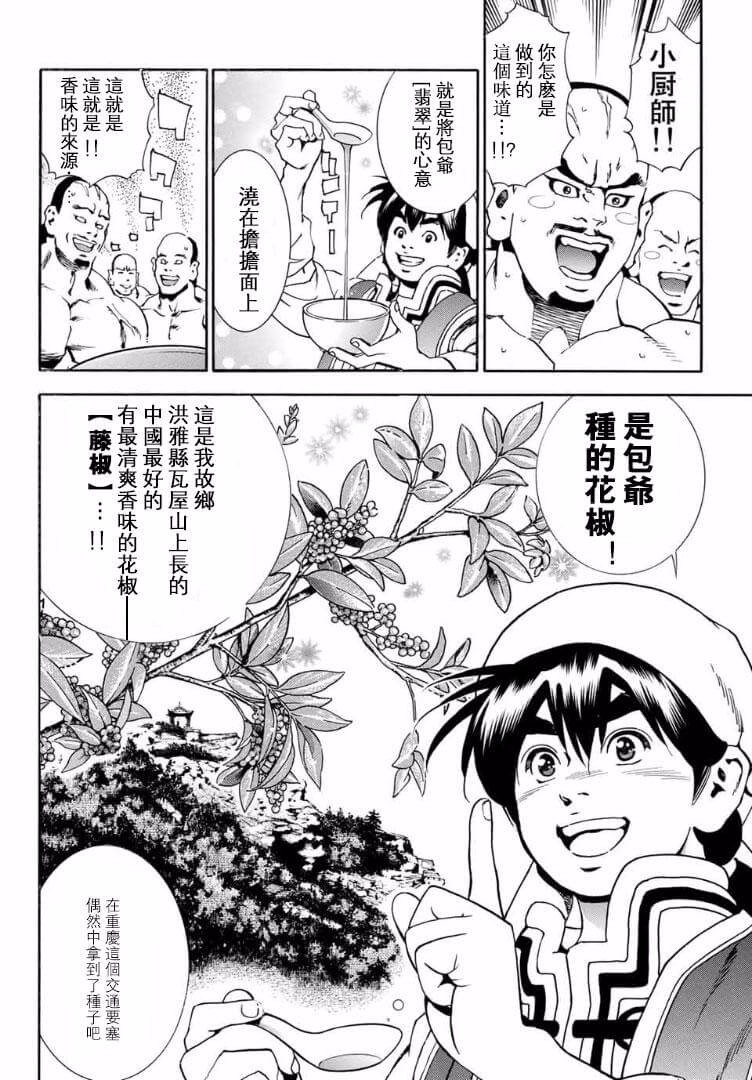 小厨師!!
你怎麽是
做到的
這個味道…!!?
就是將包爺
[翡翠]的心意
澆在擔擔面上
這就是
這就是!!
香味的來源.
是包爺
種的花椒！
這是我故鄉
洪雅縣瓦屋山上長的
中國最好的
有最清爽香味的花椒——
【藤椒】…!!
在重慶這個交通要塞
偶然中拿到了種子吧